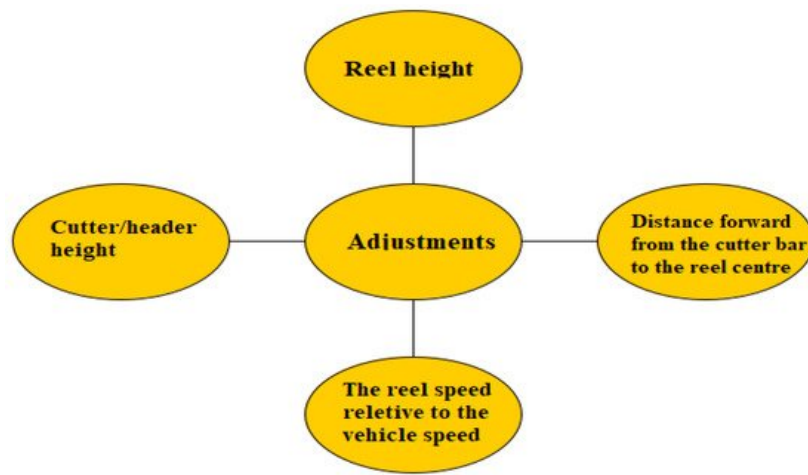 Reel height
Cutter/header
height
Adjustments
Distance forward
from the cutter bar
to the reel centre
The reel speed
reletive to the
vehicle speed